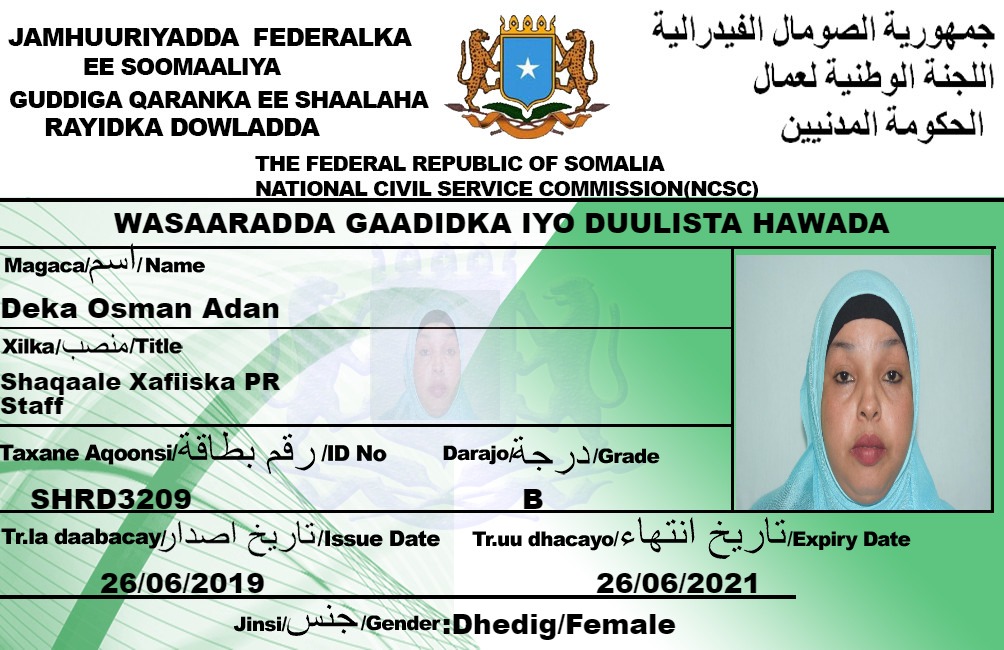 JAMHUURIYADDA FEDERALKA
EE SOOMAALIYA
GUDDIGA QARANKA EE SHAALAHA
RAYIDKA DOWLADDA
جمهورية الصومال الفيدرالية
اللجنة الوطنية لعمال
الحكومة المدنيين
THE FEDERAL REPUBLIC OF SOMALIA
NATIONAL CIVIL SERVICE COMMISSION(NCSC)
WASAARADDA GAADIDKA IYO DUULISTA HAWADA
Magaca/اسم/Name
Deka Osman Adan
Xilka/منصب/Title
Shaqaale Xafiiska PR
Staff
Taxane Aqoonsi/رقم بطاقة/ID No
SHRD3209
Darajo/درجة/Grade
B
Tr.la daabacay/تاريخ اصدار/Issue Date
26/06/2019
Tr.uu dhacayo/تاريخ انتهاء/Expiry Date
26/06/2021
Jinsi/جنس/Gender:Dhedig/Female